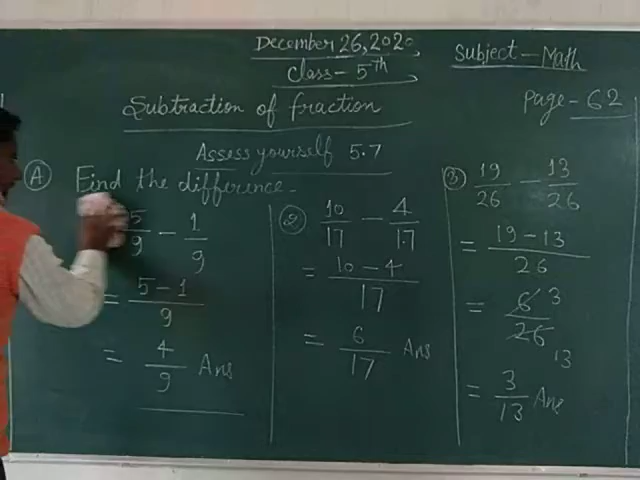 December 26, 2020
Subject - Math
Class - 5th
Subtraction of fraction
Page - 62
Assess yourself 5.7
(A) Find the difference.
5/9 - 1/9
= 5 - 1 / 9
= 4/9 Ans
(2) 10/17 - 4/17
= 10 - 4 / 17
= 6/17 Ans
(3) 19/26 - 13/26
= 19 - 13 / 26
= 6 3 / 26 13
= 3/13 Ans